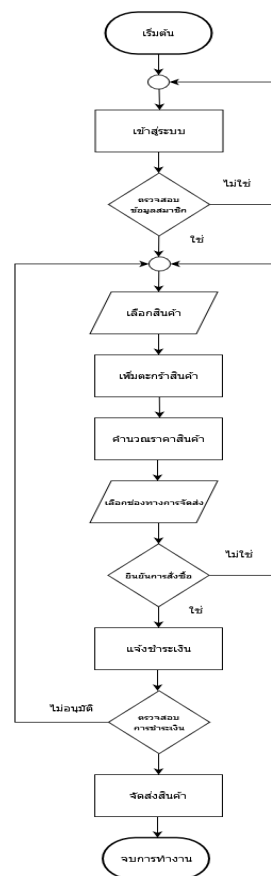 เริ่มต้น
เข้าสู่ระบบ
ตรวจสอบ
ข้อมูลสมาชิก
ไม่ใช่
ใช่
เลือกสินค้า
เพิ่มตะกร้าสินค้า
คำนวณราคาสินค้า
เลือกช่องทางการจัดส่ง
ยืนยันการสั่งซื้อ
ไม่ใช่
ใช่
แจ้งชำระเงิน
ไม่อนุมัติ
ตรวจสอบ
การชำระเงิน
จัดส่งสินค้า
จบการทำงาน